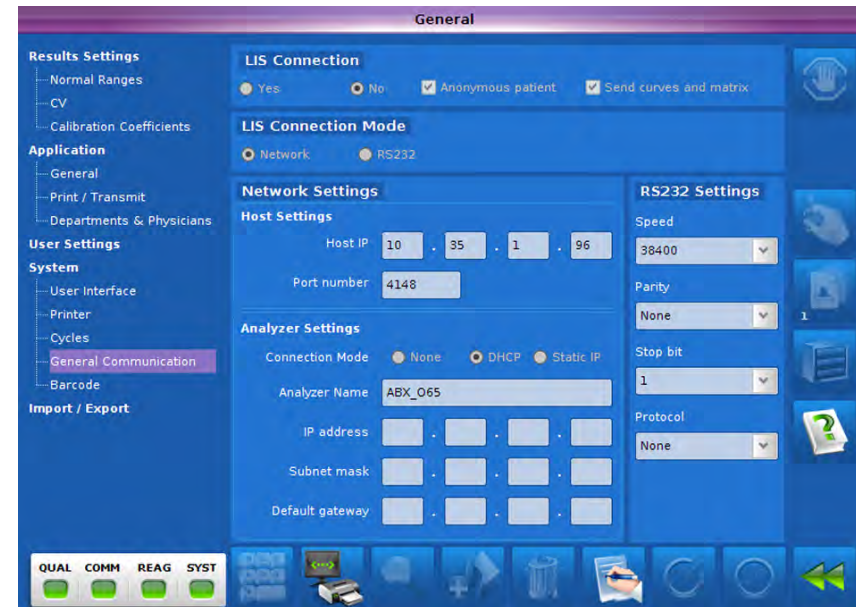 General
Results Settings
Normal Ranges
CV
Calibration Coefficients
Application
General
Print / Transmit
Departments & Physicians
User Settings
System
User Interface
Printer
Cycles
General Communication
Barcode
Import / Export
LIS Connection
Yes No Anonymous patient Send curves and matrix
LIS Connection Mode
Network RS232
Network Settings
Host Settings
Host IP 10 . 35 . 1 . 96
Port number 4148
Analyzer Settings
Connection Mode None DHCP Static IP
Analyzer Name ABX_O65
IP address . . .
Subnet mask . . .
Default gateway . . .
RS232 Settings
Speed
38400
Parity
None
Stop bit
1
Protocol
None
1
?
QUAL COMM REAG SYST